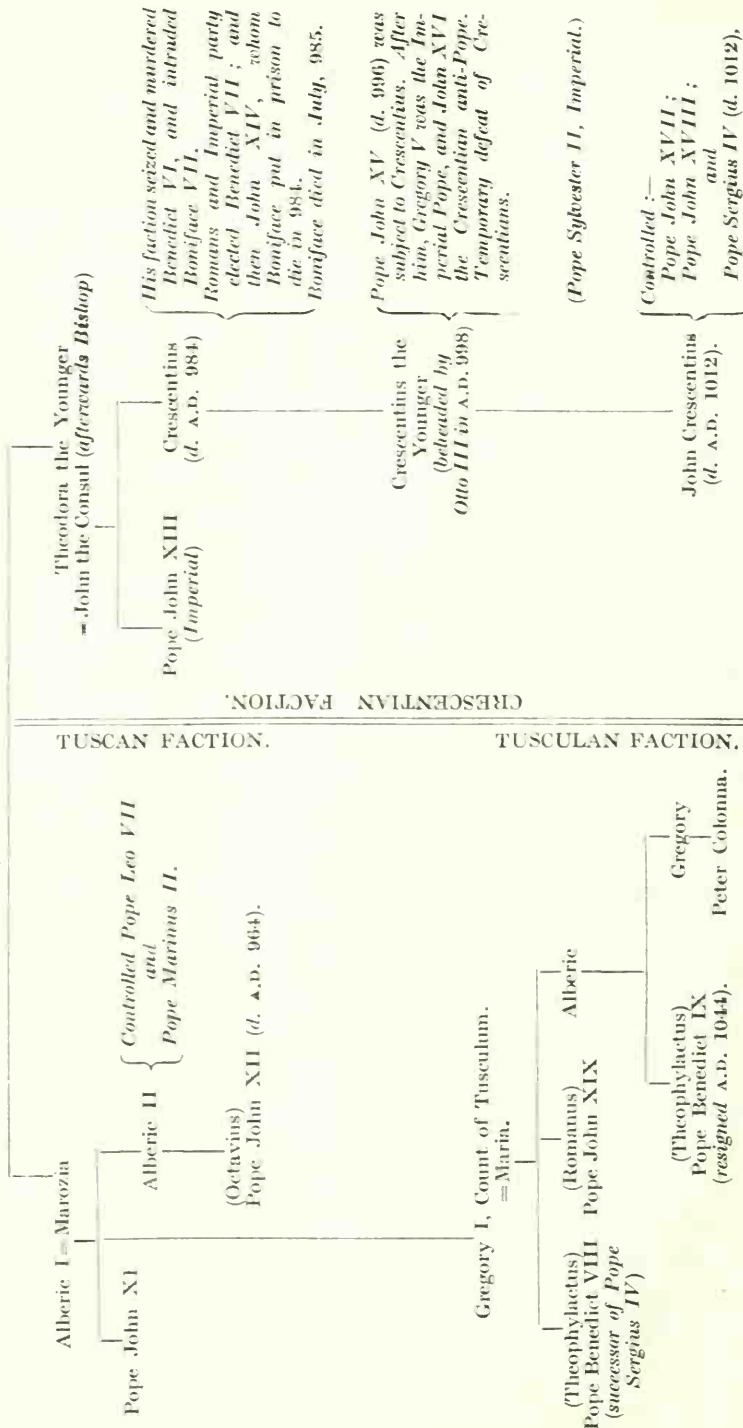 Theodora the Younger
= John the Consul (afterwards Bishop)
Pope John XIII
(Imperial)
Crescentius
(d. A.D. 984)
His faction seized and murdered
Benedict VI, and intruded
Boniface VII.
Romans and Imperial party
elected Benedict VII; and
then John XIV, whom
Boniface put in prison to
die in 984.
Boniface died in July, 985.
Crescentius the
Younger
(beheaded by
Otto III in A.D. 998)
Pope John XV (d. 996) was
subject to Crescentius. After
him, Gregory V was the Im-
perial Pope, and John XVI
the Crescentian anti-Pope.
Temporary defeat of Cre-
scentians.
(Pope Sylvester II, Imperial.)
John Crescentius
(d. A.D. 1012).
Controlled :—
Pope John XVII;
Pope John XVIII;
and
Pope Sergius IV (d. 1012),
CRESCENTIAN FACTION.
TUSCAN FACTION.
TUSCULAN FACTION.
Alberic I = Marozia
Pope John XI
Alberic II
Controlled Pope Leo VII
and
Pope Marinus II.
(Octavius)
Pope John XII (d. A.D. 964).
Gregory I, Count of Tusculum.
= Maria.
(Theophylactus)
Pope Benedict VIII
(successor of Pope
Sergius IV)
(Romanus)
Pope John XIX
Alberic
(Theophylactus)
Pope Benedict IX
(resigned A.D. 1044).
Gregory
Peter Colonna.